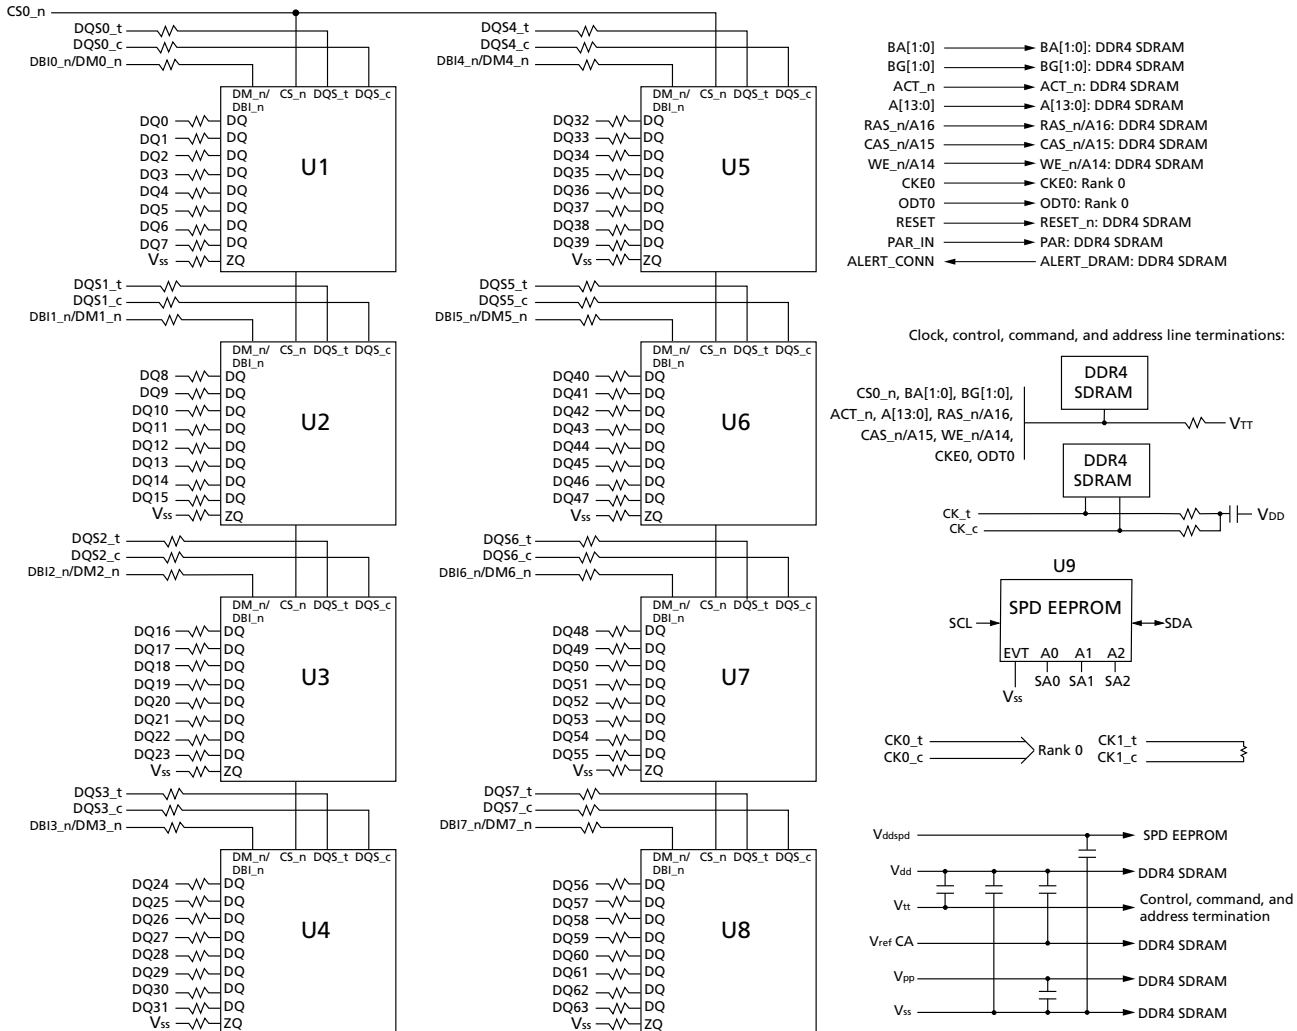 CS0_n
DQS0_t
DQS0_c
DBI0_n/DM0_n
DM_n/ CS_n DQS_t DQS_c
DBI_n
DQ0 DQ
DQ1 DQ
DQ2 DQ
DQ3 DQ
DQ4 DQ
DQ5 DQ
DQ6 DQ
DQ7 DQ
Vss ZQ
U1
DQS1_t
DQS1_c
DBI1_n/DM1_n
DM_n/ CS_n DQS_t DQS_c
DBI_n
DQ8 DQ
DQ9 DQ
DQ10 DQ
DQ11 DQ
DQ12 DQ
DQ13 DQ
DQ14 DQ
DQ15 DQ
Vss ZQ
U2
DQS2_t
DQS2_c
DBI2_n/DM2_n
DM_n/ CS_n DQS_t DQS_c
DBI_n
DQ16 DQ
DQ17 DQ
DQ18 DQ
DQ19 DQ
DQ20 DQ
DQ21 DQ
DQ22 DQ
DQ23 DQ
Vss ZQ
U3
DQS3_t
DQS3_c
DBI3_n/DM3_n
DM_n/ CS_n DQS_t DQS_c
DBI_n
DQ24 DQ
DQ25 DQ
DQ26 DQ
DQ27 DQ
DQ28 DQ
DQ29 DQ
DQ30 DQ
DQ31 DQ
Vss ZQ
U4
DQS4_t
DQS4_c
DBI4_n/DM4_n
DM_n/ CS_n DQS_t DQS_c
DBI_n
DQ32 DQ
DQ33 DQ
DQ34 DQ
DQ35 DQ
DQ36 DQ
DQ37 DQ
DQ38 DQ
DQ39 DQ
Vss ZQ
U5
DQS5_t
DQS5_c
DBI5_n/DM5_n
DM_n/ CS_n DQS_t DQS_c
DBI_n
DQ40 DQ
DQ41 DQ
DQ42 DQ
DQ43 DQ
DQ44 DQ
DQ45 DQ
DQ46 DQ
DQ47 DQ
Vss ZQ
U6
DQS6_t
DQS6_c
DBI6_n/DM6_n
DM_n/ CS_n DQS_t DQS_c
DBI_n
DQ48 DQ
DQ49 DQ
DQ50 DQ
DQ51 DQ
DQ52 DQ
DQ53 DQ
DQ54 DQ
DQ55 DQ
Vss ZQ
U7
DQS7_t
DQS7_c
DBI7_n/DM7_n
DM_n/ CS_n DQS_t DQS_c
DBI_n
DQ56 DQ
DQ57 DQ
DQ58 DQ
DQ59 DQ
DQ60 DQ
DQ61 DQ
DQ62 DQ
DQ63 DQ
Vss ZQ
U8
BA[1:0] BA[1:0]: DDR4 SDRAM
BG[1:0] BG[1:0]: DDR4 SDRAM
ACT_n ACT_n: DDR4 SDRAM
A[13:0] A[13:0]: DDR4 SDRAM
RAS_n/A16 RAS_n/A16: DDR4 SDRAM
CAS_n/A15 CAS_n/A15: DDR4 SDRAM
WE_n/A14 WE_n/A14: DDR4 SDRAM
CKE0 CKE0: Rank 0
ODT0 ODT0: Rank 0
RESET RESET_n: DDR4 SDRAM
PAR_IN PAR: DDR4 SDRAM
ALERT_CONN ALERT_DRAM: DDR4 SDRAM
Clock, control, command, and address line terminations:
DDR4
SDRAM
CS0_n, BA[1:0], BG[1:0],
ACT_n, A[13:0], RAS_n/A16,
CAS_n/A15, WE_n/A14,
CKE0, ODT0
VTT
DDR4
SDRAM
CK_t
CK_c
VDD
U9
SPD EEPROM
SCL SDA
EVT A0 A1 A2
Vss SA0 SA1 SA2
CK0_t
CK0_c
Rank 0
CK1_t
CK1_c
Vddspd SPD EEPROM
Vdd DDR4 SDRAM
Vtt Control, command, and
address termination
Vref CA DDR4 SDRAM
Vpp DDR4 SDRAM
Vss DDR4 SDRAM